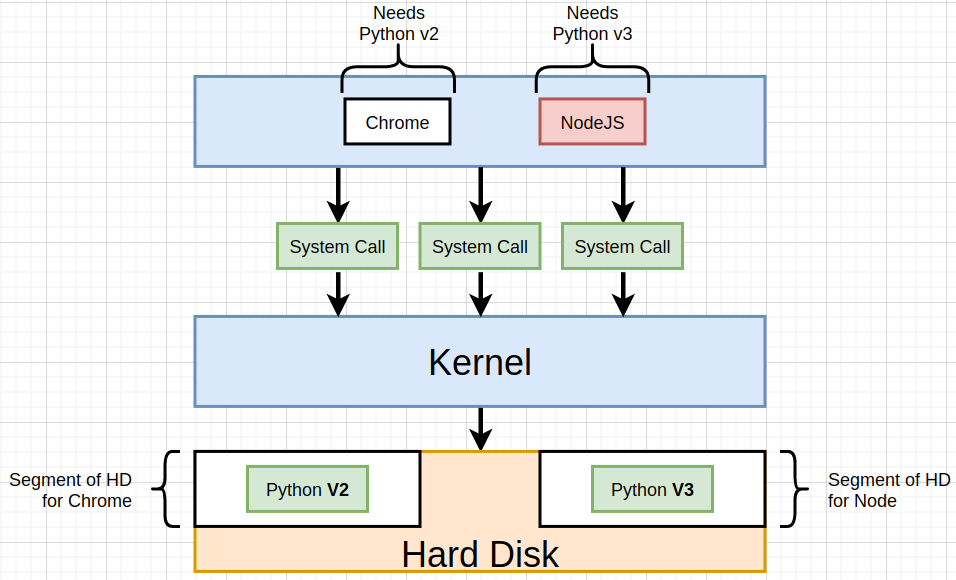 Needs
Python v2
Needs
Python v3
Chrome
NodeJS
System Call
System Call
System Call
Kernel
Segment of HD
for Chrome
Python V2
Python V3
Segment of HD
for Node
Hard Disk